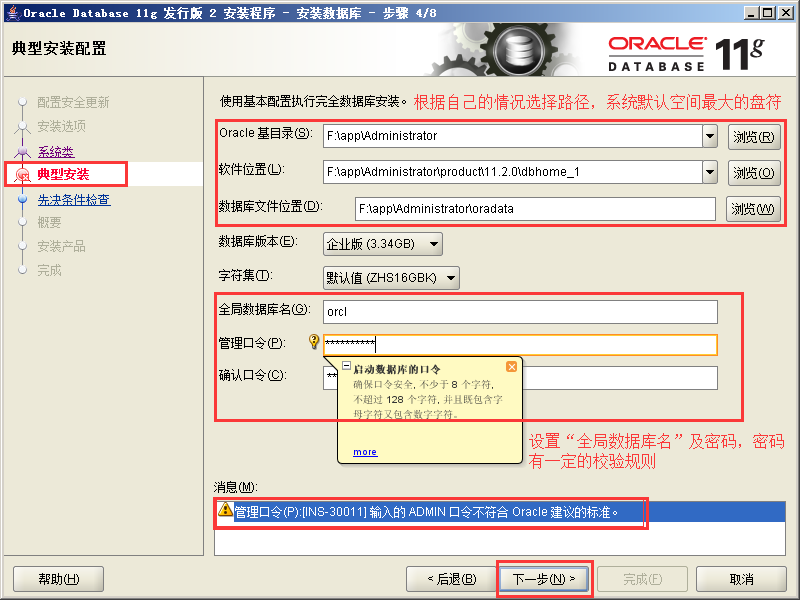 Oracle Database 11g 发行版 2 安装程序 - 安装数据库 - 步骤 4/8
典型安装配置
ORACLE
DATABASE
11g
配置安全更新
安装选项
系统类
典型安装
先决条件检查
概要
安装产品
完成
使用基本配置执行完全数据库安装。
根据自己的情况选择路径，系统默认空间最大的盘符
Oracle 基目录(S):
F:\app\Administrator
浏览(R)
软件位置(L):
F:\app\Administrator\product\11.2.0\dbhome_1
浏览(O)
数据库文件位置(D):
F:\app\Administrator\oradata
浏览(W)
数据库版本(E):
企业版 (3.34GB)
字符集(T):
默认值 (ZHS16GBK)
全局数据库名(G):
orcl
管理口令(P):
**********
确认口令(C):
**
启动数据库的口令
确保口令安全, 不少于 8 个字符,
不超过 128 个字符, 并且既包含字
母字符又包含数字字符。
more
设置“全局数据库名”及密码，密码
有一定的校验规则
消息(M):
管理口令(P):[INS-30011] 输入的 ADMIN 口令不符合 Oracle 建议的标准。
帮助(H)
< 后退(B)
下一步(N) >
完成(F)
取消